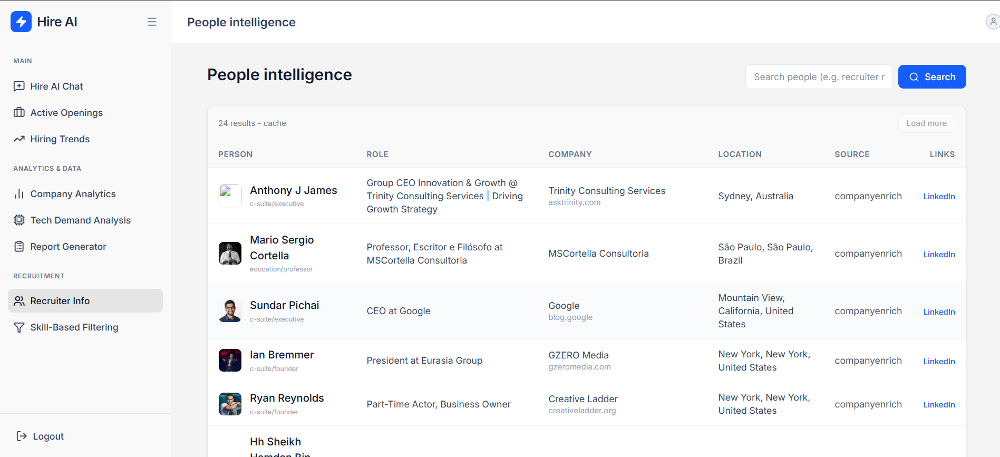 Hire AI
People intelligence
MAIN
Hire AI Chat
Active Openings
Hiring Trends
ANALYTICS & DATA
Company Analytics
Tech Demand Analysis
Report Generator
RECRUITMENT
Recruiter Info
Skill-Based Filtering
Logout
People intelligence
Search people (e.g. recruiter r
Search
24 results - cache
Load more
PERSON ROLE COMPANY LOCATION SOURCE LINKS
Anthony J James
c-suite/executive
Group CEO Innovation & Growth @
Trinity Consulting Services | Driving
Growth Strategy
Trinity Consulting Services
asktrinity.com
Sydney, Australia
companyenrich
LinkedIn
Mario Sergio
Cortella
education/professor
Professor, Escritor e Filósofo at
MSCortella Consultoria
MSCortella Consultoria
São Paulo, São Paulo,
Brazil
companyenrich
LinkedIn
Sundar Pichai
c-suite/executive
CEO at Google
Google
blog.google
Mountain View,
California, United
States
companyenrich
LinkedIn
Ian Bremmer
c-suite/founder
President at Eurasia Group
GZERO Media
gzeromedia.com
New York, New York,
United States
companyenrich
LinkedIn
Ryan Reynolds
c-suite/founder
Part-Time Actor, Business Owner
Creative Ladder
creativeladder.org
New York, New York,
United States
companyenrich
LinkedIn
Hh Sheikh
Hamdan Bin